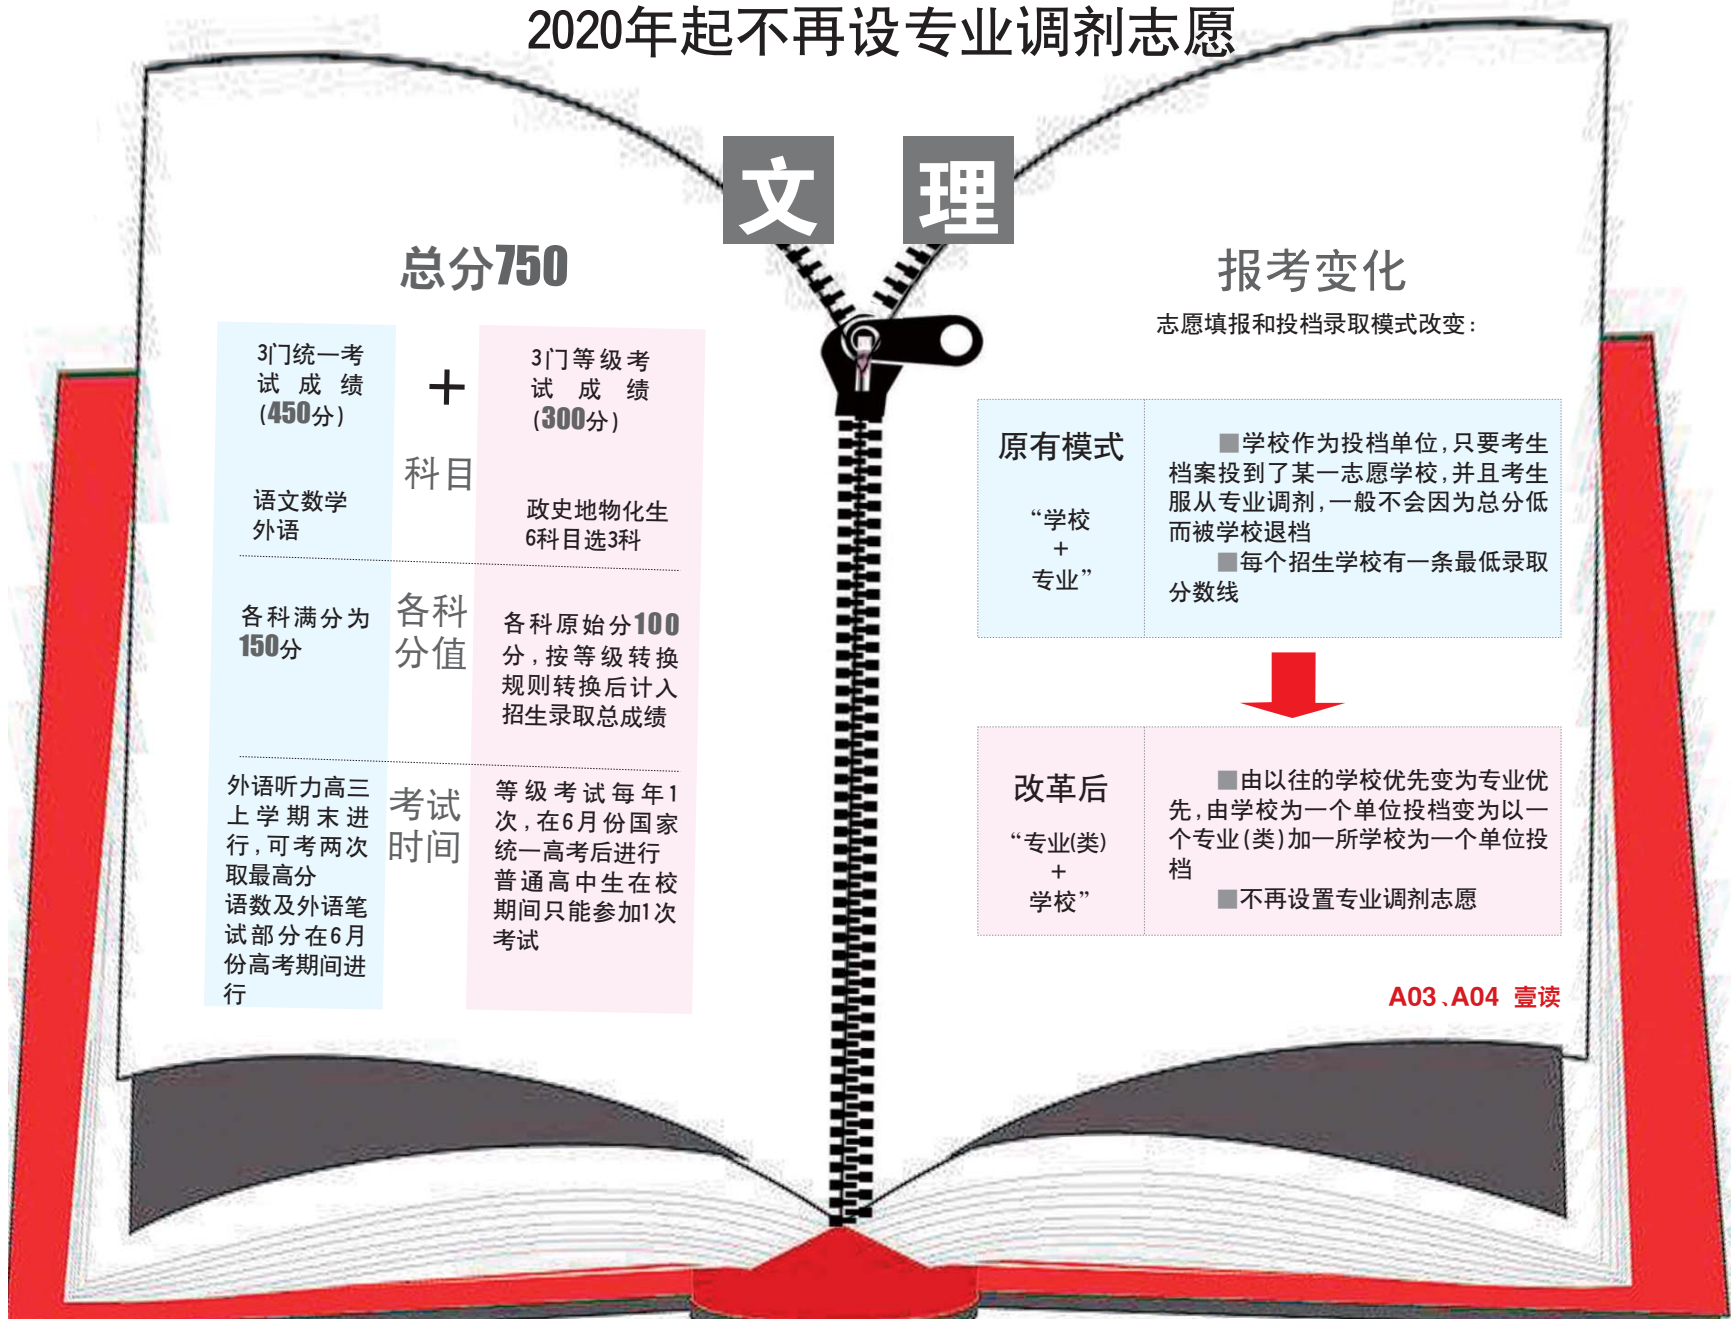 2020年起不再设专业调剂志愿
文 理
总分750
3门统一考
试成绩
(450分)
+
3门等级考
试成绩
(300分)
科目
语文数学
外语
政史地物化生
6科目选3科
各科满分为
150分
各科
分值
各科原始分100
分,按等级转换
规则转换后计入
招生录取总成绩
外语听力高三
上学期末进
行,可考两次
取最高分
语数及外语笔
试部分在6月
份高考期间进
行
考试
时间
等级考试每年1
次,在6月份国家
统一高考后进行
普通高中生在校
期间只能参加1次
考试
报考变化
志愿填报和投档录取模式改变:
原有模式
“学校
+
专业”
■学校作为投档单位,只要考生
档案投到了某一志愿学校,并且考生
服从专业调剂,一般不会因为总分低
而被学校退档
■每个招生学校有一条最低录取
分数线
改革后
“专业(类)
+
学校”
■由以往的学校优先变为专业优
先,由学校为一个单位投档变为以一
个专业(类)加一所学校为一个单位投
档
■不再设置专业调剂志愿
A03、A04 壹读